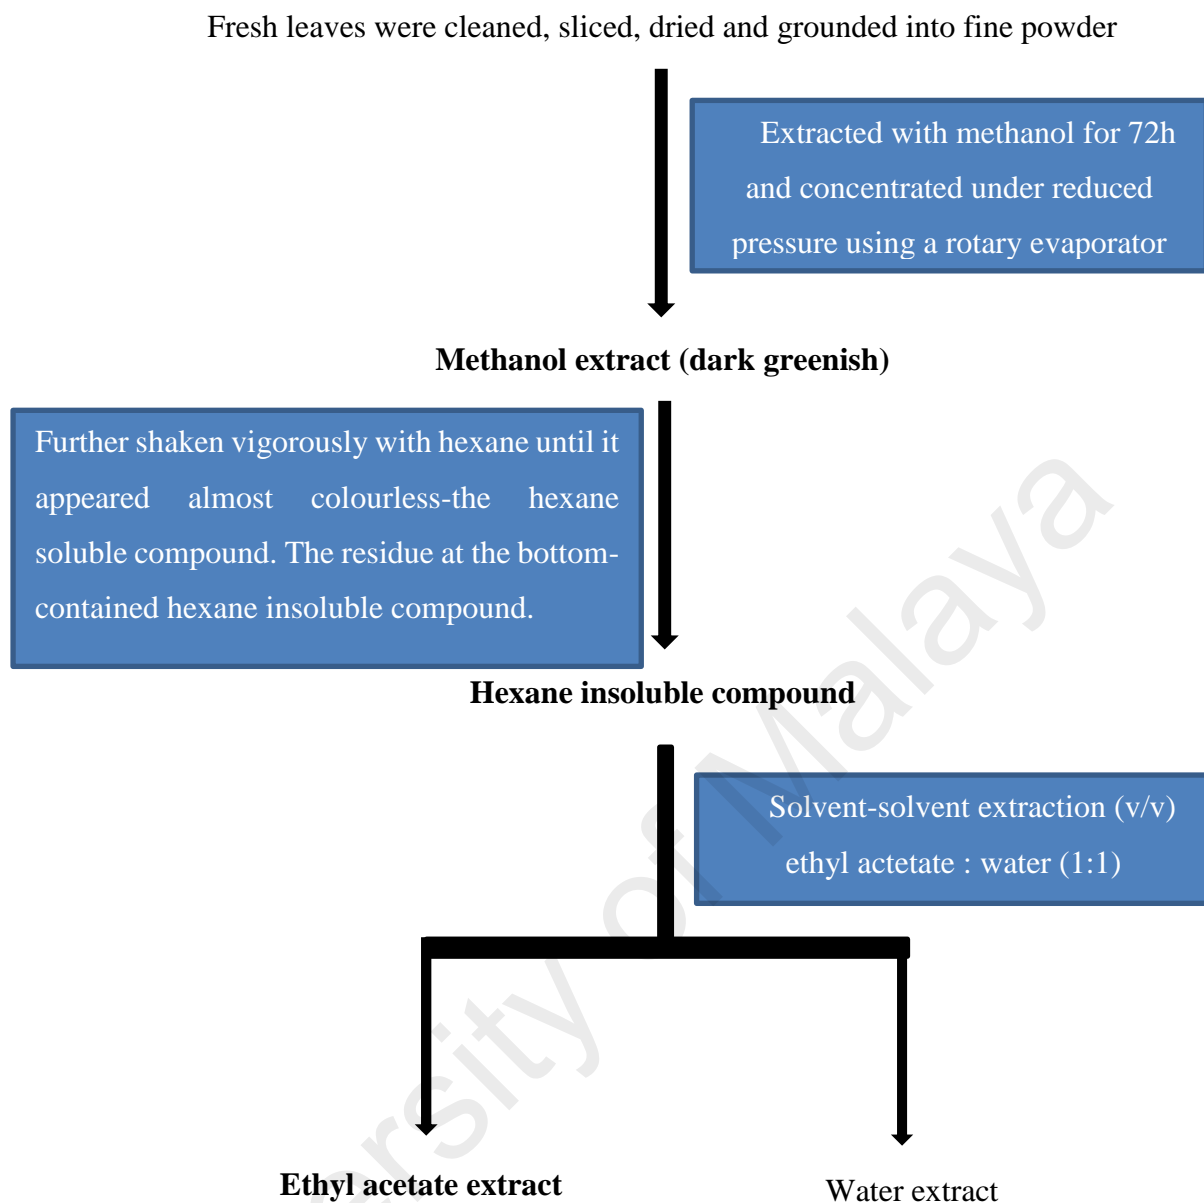 Fresh leaves were cleaned, sliced, dried and grounded into fine powder
Extracted with methanol for 72h
and concentrated under reduced
pressure using a rotary evaporator
Methanol extract (dark greenish)
Further shaken vigorously with hexane until it
appeared almost colourless-the hexane
soluble compound. The residue at the bottom-
contained hexane insoluble compound.
Hexane insoluble compound
Solvent-solvent extraction (v/v)
ethyl actetate : water (1:1)
Ethyl acetate extract
Water extract
ersity of Malaya